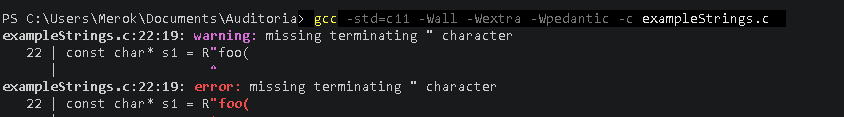 PS C:\Users\Merok\Documents\Auditoria> gcc -std=c11 -Wall -Wextra -Wpedantic -c exampleStrings.c
exampleStrings.c:22:19: warning: missing terminating " character
   22 | const char* s1 = R"foo(
      |                   ^
exampleStrings.c:22:19: error: missing terminating " character
   22 | const char* s1 = R"foo(